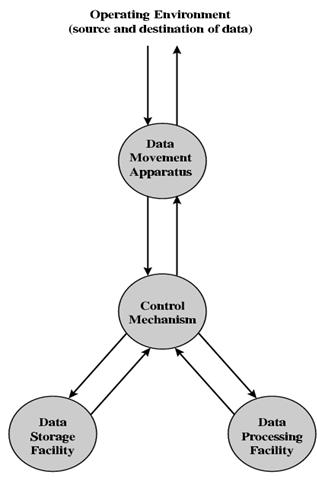 Operating Environment
(source and destination of data)
Data
Movement
Apparatus
Control
Mechanism
Data
Storage
Facility
Data
Processing
Facility